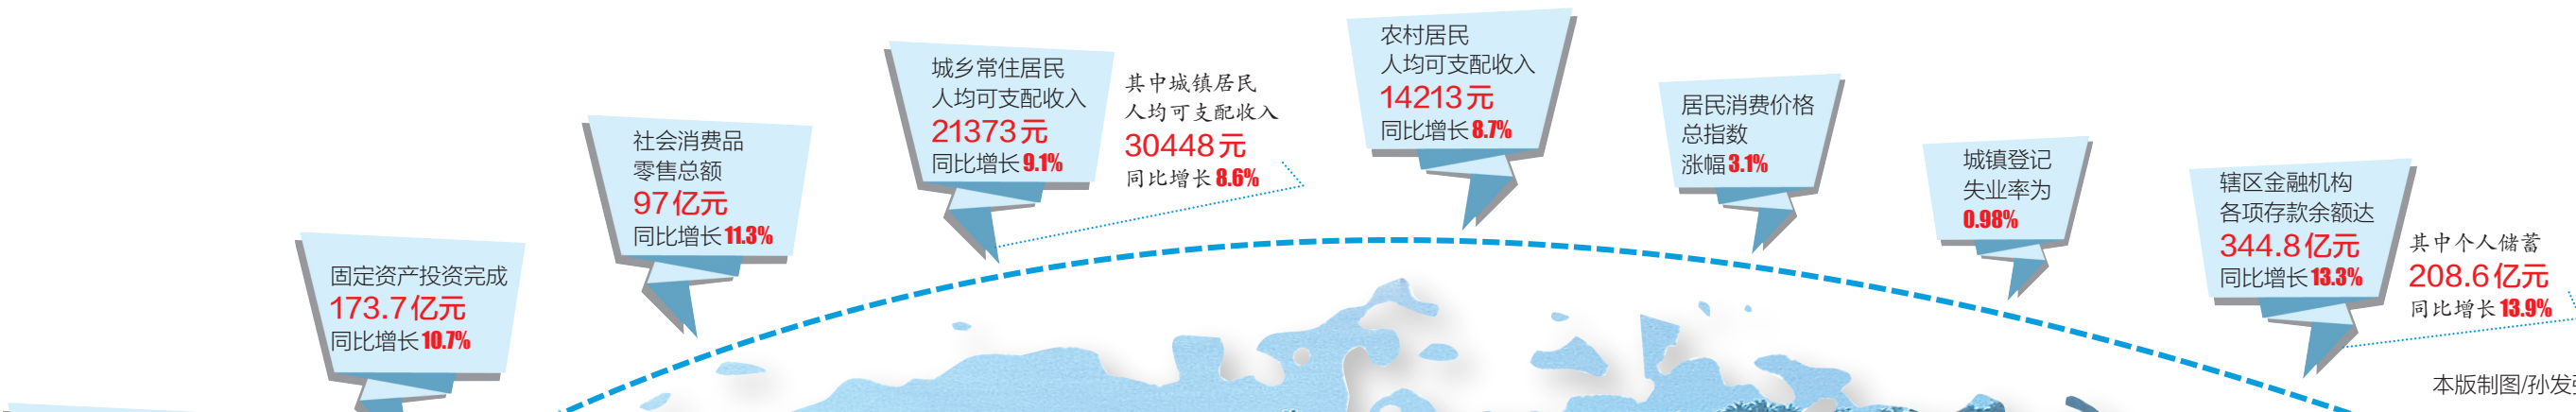 固定资产投资完成
173.7亿元
同比增长10.7%
社会消费品
零售总额
97亿元
同比增长11.3%
城乡常住居民
人均可支配收入
21373元
同比增长9.1%
其中城镇居民
人均可支配收入
30448元
同比增长8.6%
农村居民
人均可支配收入
14213元
同比增长8.7%
居民消费价格
总指数
涨幅3.1%
城镇登记
失业率为
0.98%
辖区金融机构
各项存款余额达
344.8亿元
同比增长13.3%
其中个人储蓄
208.6亿元
同比增长13.9%
本版制图/孙发